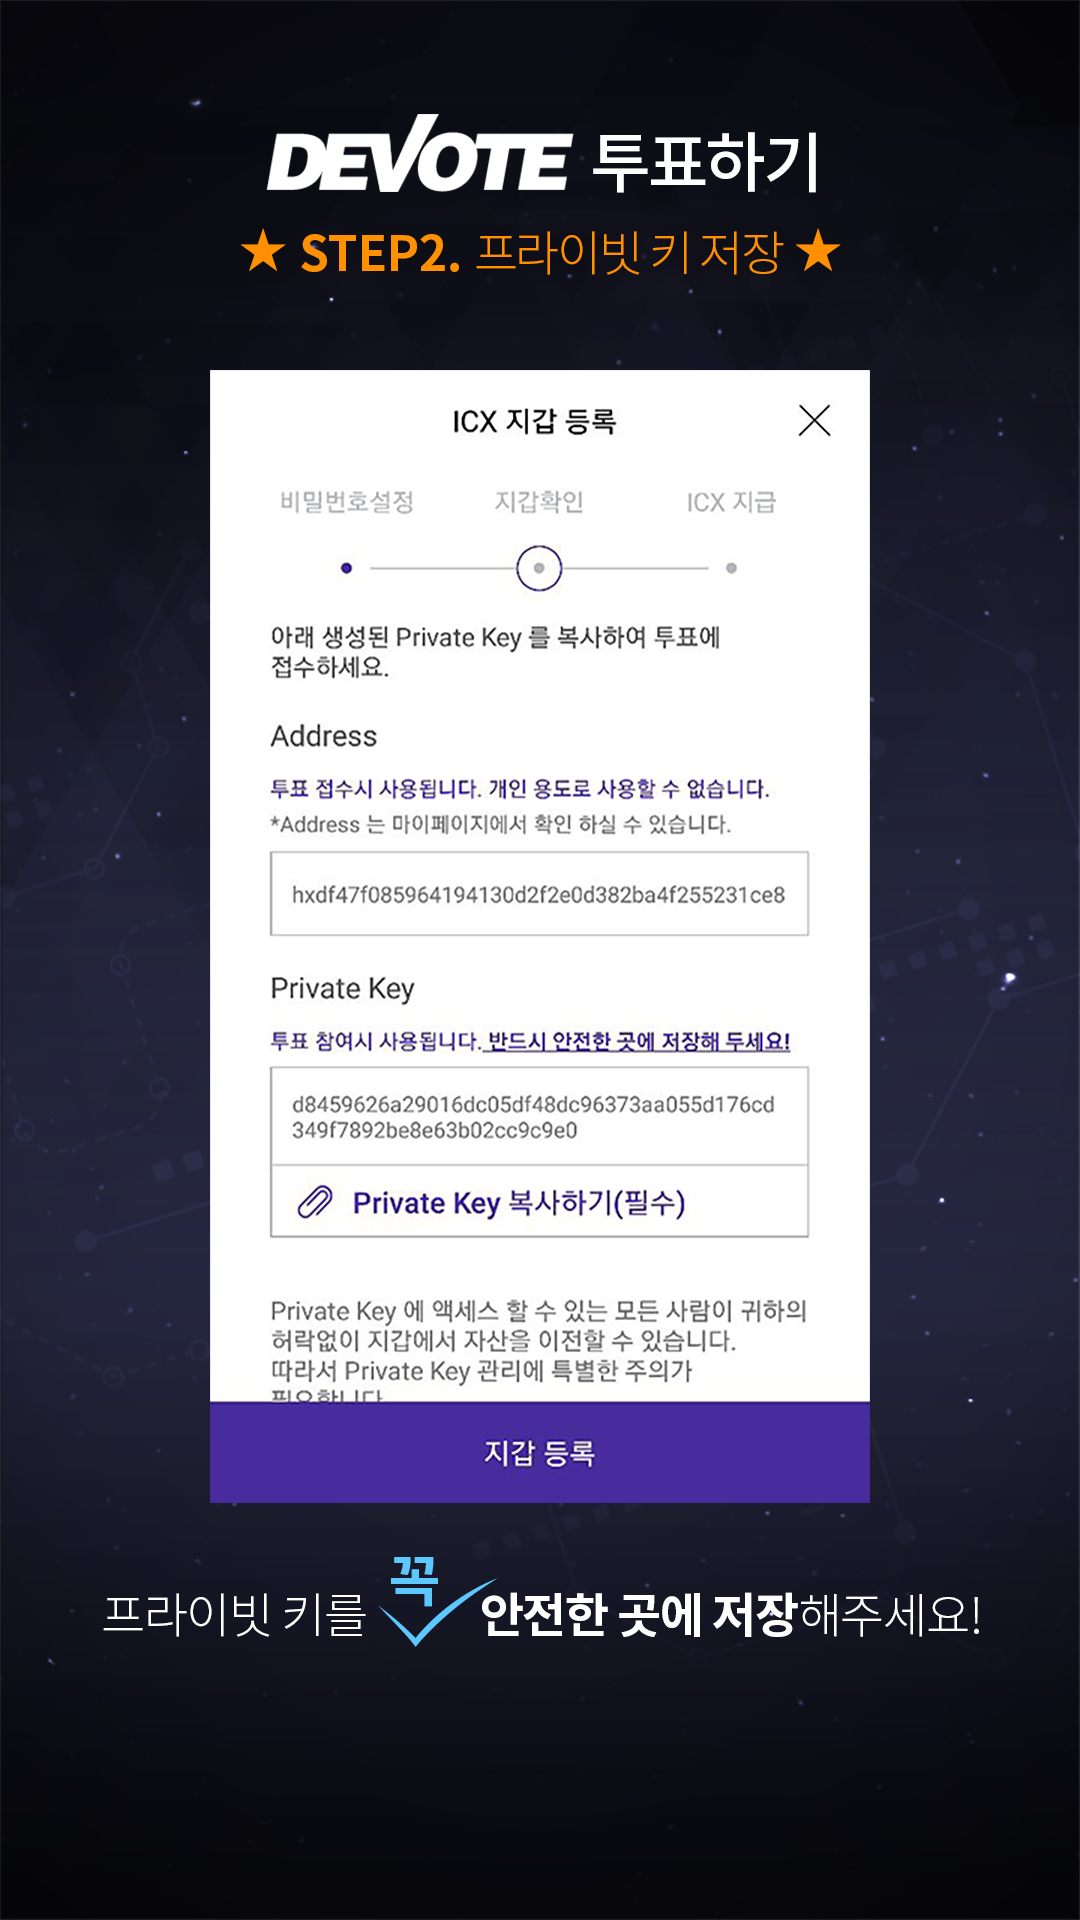 DEVOTE 투표하기
★ STEP2. 프라이빗 키 저장 ★
ICX 지갑 등록
비밀번호설정 지갑확인 ICX 지급
아래 생성된 Private Key 를 복사하여 투표에
접수하세요.
Address
투표 접수시 사용됩니다. 개인 용도로 사용할 수 없습니다.
*Address 는 마이페이지에서 확인 하실 수 있습니다.
hxdf47f085964194130d2f2e0d382ba4f255231ce8
Private Key
투표 참여시 사용됩니다. 반드시 안전한 곳에 저장해 두세요!
d8459626a29016dc05df48dc96373aa055d176cd
349f7892be8e63b02cc9c9e0
Private Key 복사하기(필수)
Private Key 에 액세스 할 수 있는 모든 사람이 귀하의
허락없이 지갑에서 자산을 이전할 수 있습니다.
따라서 Private Key 관리에 특별한 주의가
필요합니다
지갑 등록
프라이빗 키를 꼭 안전한 곳에 저장해주세요!